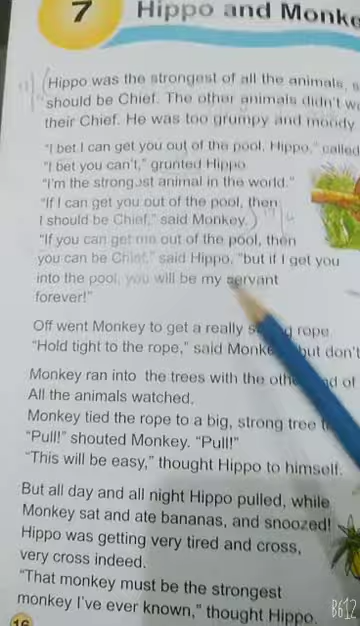 7 Hippo and Monke
Hippo was the strongest of all the animals, s
should be Chief. The other animals didn't w
their Chief. He was too grumpy and moody
"I bet I can get you out of the pool, Hippo," called
"I bet you can't," grunted Hippo
"I'm the strongest animal in the world."
"If I can get you out of the pool, then
I should be Chief," said Monkey.
"If you can get me out of the pool, then
you can be Chief," said Hippo, "but if I get you
into the pool, you will be my servant
forever!"
Off went Monkey to get a really s g rope
"Hold tight to the rope," said Monke but don't
Monkey ran into the trees with the othe nd of
All the animals watched.
Monkey tied the rope to a big, strong tree t
"Pull!" shouted Monkey. "Pull!"
"This will be easy," thought Hippo to himself.
But all day and all night Hippo pulled, while
Monkey sat and ate bananas, and snoozed!
Hippo was getting very tired and cross,
very cross indeed.
"That monkey must be the strongest
monkey I've ever known," thought Hippo.
16
B612